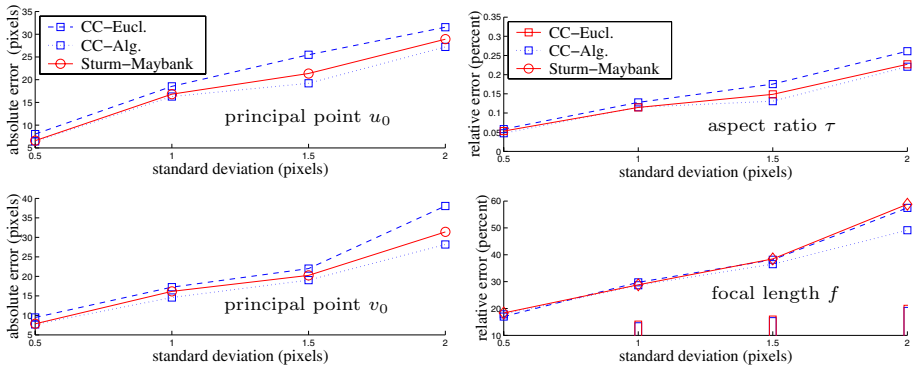 absolute error (pixels)
35
30
25
20
15
10
5
0.5
1
1.5
2
CC−Eucl.
CC−Alg.
Sturm−Maybank
principal point u0
standard deviation (pixels)
relative error (percent)
0.35
0.3
0.25
0.2
0.15
0.1
0.05
0
0.5
1
1.5
2
CC−Eucl.
CC−Alg.
Sturm−Maybank
aspect ratio τ
standard deviation (pixels)
absolute error (pixels)
40
35
30
25
20
15
10
5
0.5
1
1.5
2
principal point v0
standard deviation (pixels)
relative error (percent)
60
50
40
30
20
10
0.5
1
1.5
2
focal length f
standard deviation (pixels)